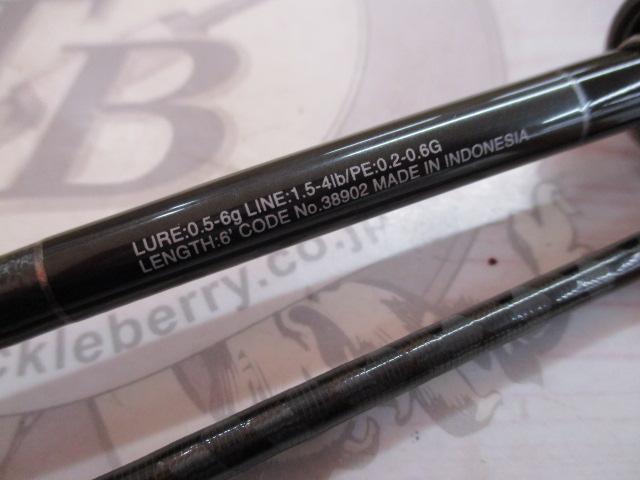 TB
LURE:0.5-6g LINE:1.5-4lb/PE:0.2-0.6G
LENGTH:6' CODE No.38902 MADE IN INDONESIA
ckleberry.co.j